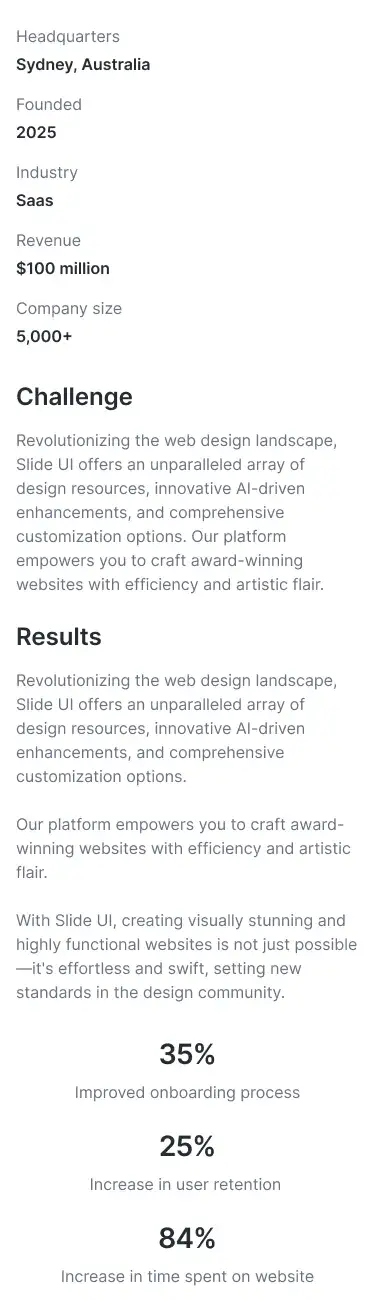 Headquarters
Sydney, Australia
Founded
2025
Industry
Saas
Revenue
$100 million
Company size
5,000+
Challenge
Revolutionizing the web design landscape,
Slide UI offers an unparalleled array of
design resources, innovative AI-driven
enhancements, and comprehensive
customization options. Our platform
empowers you to craft award-winning
websites with efficiency and artistic flair.
Results
Revolutionizing the web design landscape,
Slide UI offers an unparalleled array of
design resources, innovative AI-driven
enhancements, and comprehensive
customization options.
Our platform empowers you to craft award-
winning websites with efficiency and artistic
flair.
With Slide UI, creating visually stunning and
highly functional websites is not just possible
—it's effortless and swift, setting new
standards in the design community.
35%
Improved onboarding process
25%
Increase in user retention
84%
Increase in time spent on website